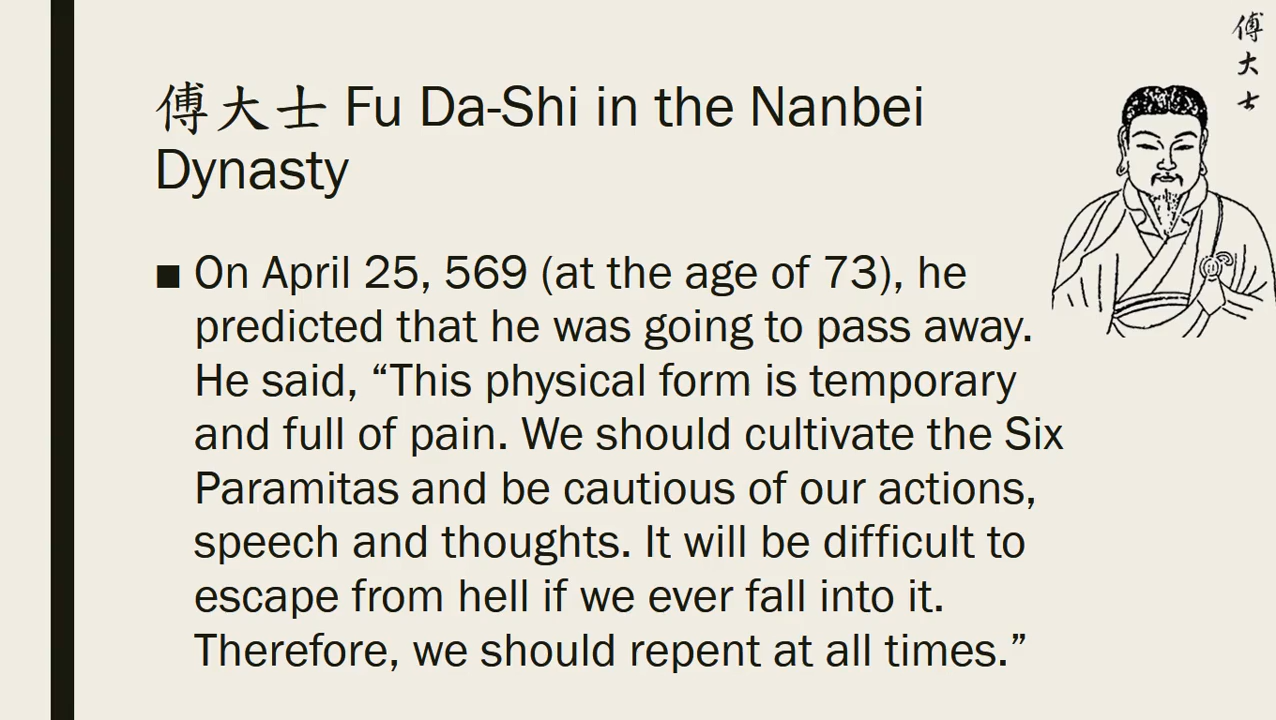 傅大士 Fu Da-Shi in the Nanbei
Dynasty
■ On April 25, 569 (at the age of 73), he
predicted that he was going to pass away.
He said, “This physical form is temporary
and full of pain. We should cultivate the Six
Paramitas and be cautious of our actions,
speech and thoughts. It will be difficult to
escape from hell if we ever fall into it.
Therefore, we should repent at all times.”
傅大士